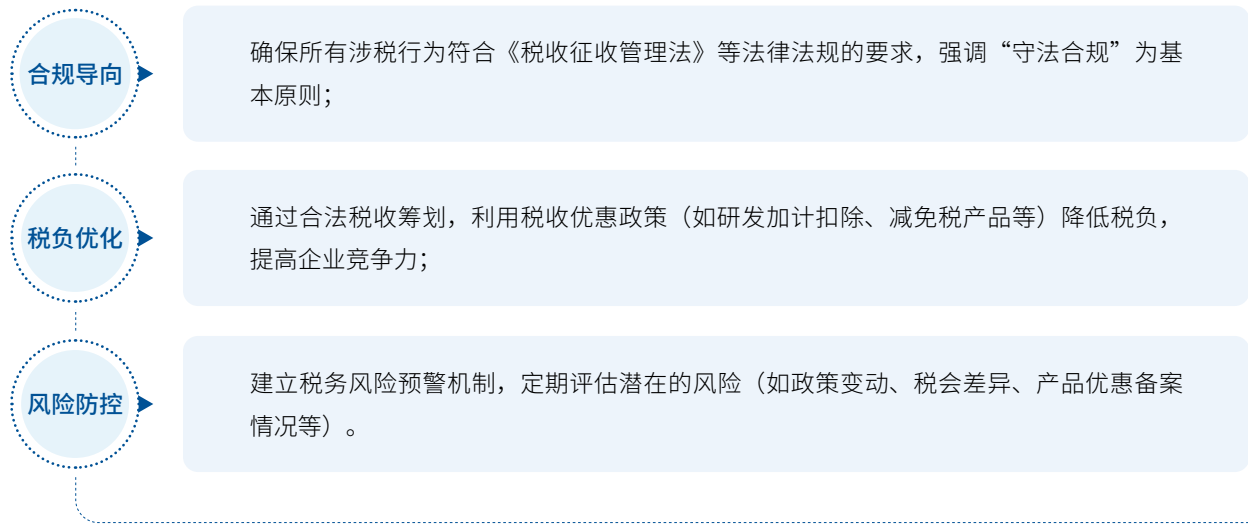 合规导向
确保所有涉税行为符合《税收征收管理法》等法律法规的要求，强调“守法合规”为基
本原则；
税负优化
通过合法税收筹划，利用税收优惠政策（如研发加计扣除、减免税产品等）降低税负，
提高企业竞争力；
风险防控
建立税务风险预警机制，定期评估潜在的风险（如政策变动、税会差异、产品优惠备案
情况等）。